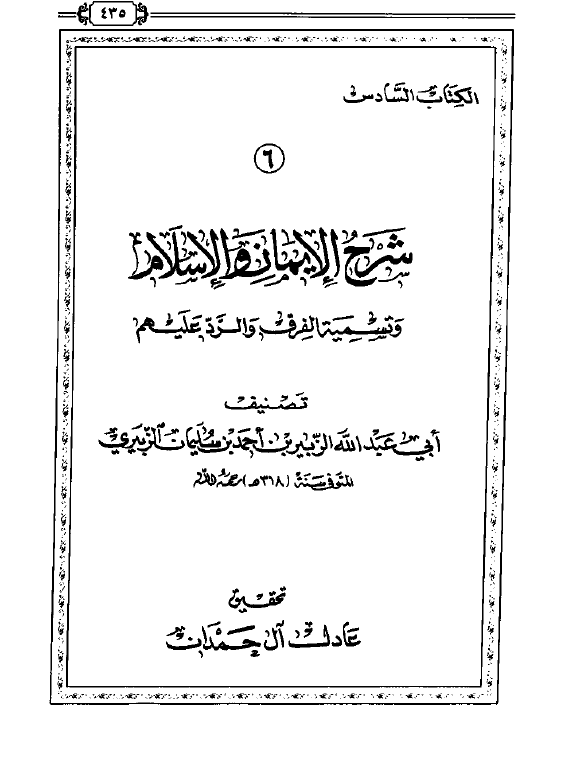 ٤٣٥
الكتاب السادس
٦
شرح الإيمان والإسلام
وتسمية الفرق والرد عليهم
تصنيف
أبي عبد الله الزبير بن أحمد بن سليمان الزبيري
المتوفى سنة (٣١٨هـ) رحمه الله
تحقيق
عادل آل حمدان